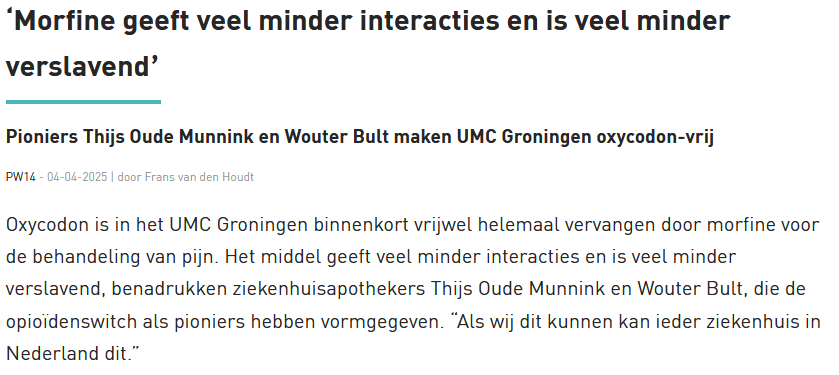 ‘Morfine geeft veel minder interacties en is veel minder
verslavend’
Pioniers Thijs Oude Munnink en Wouter Bult maken UMC Groningen oxycodon-vrij
PW14 - 04-04-2025 | door Frans van den Houdt
Oxycodon is in het UMC Groningen binnenkort vrijwel helemaal vervangen door morfine voor
de behandeling van pijn. Het middel geeft veel minder interacties en is veel minder
verslavend, benadrukken ziekenhuisapothekers Thijs Oude Munnink en Wouter Bult, die de
opioïdenswitch als pioniers hebben vormgegeven. “Als wij dit kunnen kan ieder ziekenhuis in
Nederland dit.”